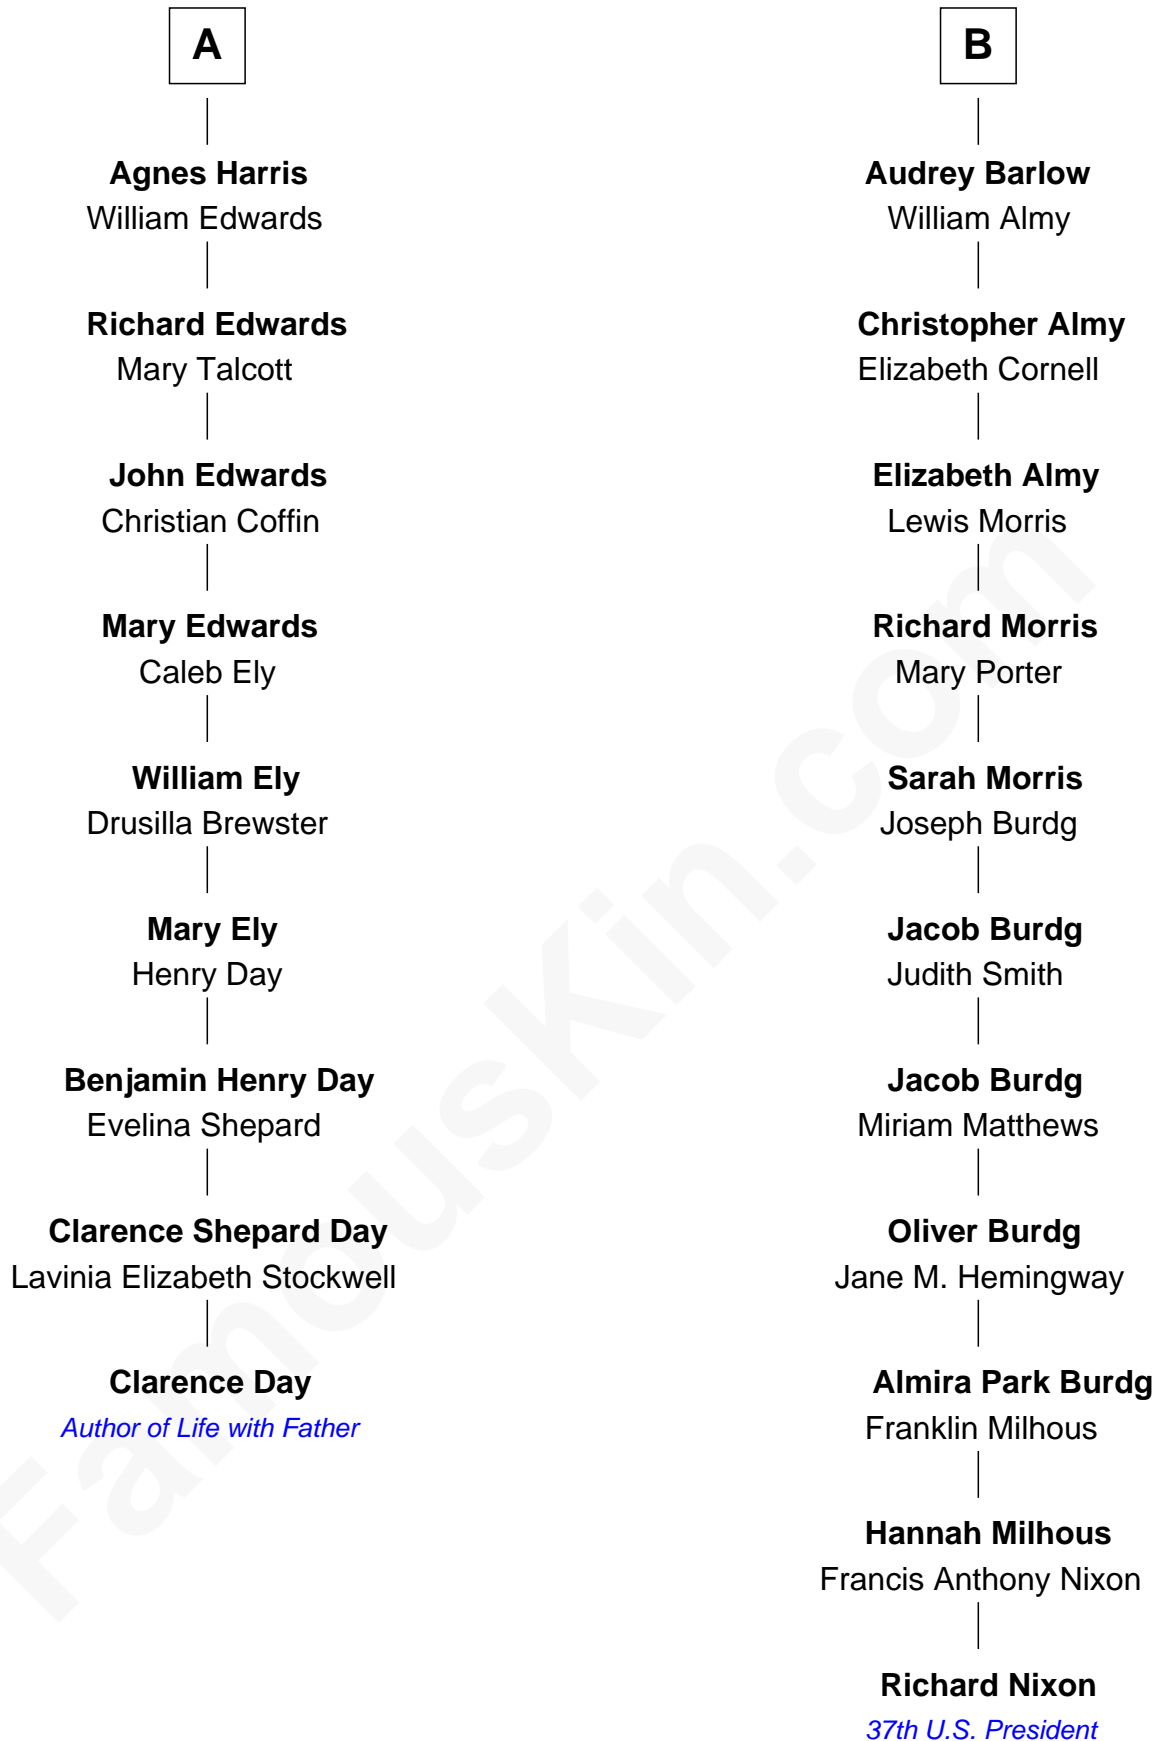 A
Agnes Harris
William Edwards
Richard Edwards
Mary Talcott
John Edwards
Christian Coffin
Mary Edwards
Caleb Ely
William Ely
Drusilla Brewster
Mary Ely
Henry Day
Benjamin Henry Day
Evelina Shepard
Clarence Shepard Day
Lavinia Elizabeth Stockwell
Clarence Day
Author of Life with Father
B
Audrey Barlow
William Almy
Christopher Almy
Elizabeth Cornell
Elizabeth Almy
Lewis Morris
Richard Morris
Mary Porter
Sarah Morris
Joseph Burdg
Jacob Burdg
Judith Smith
Jacob Burdg
Miriam Matthews
Oliver Burdg
Jane M. Hemingway
Almira Park Burdg
Franklin Milhous
Hannah Milhous
Francis Anthony Nixon
Richard Nixon
37th U.S. President
FamousKin.com